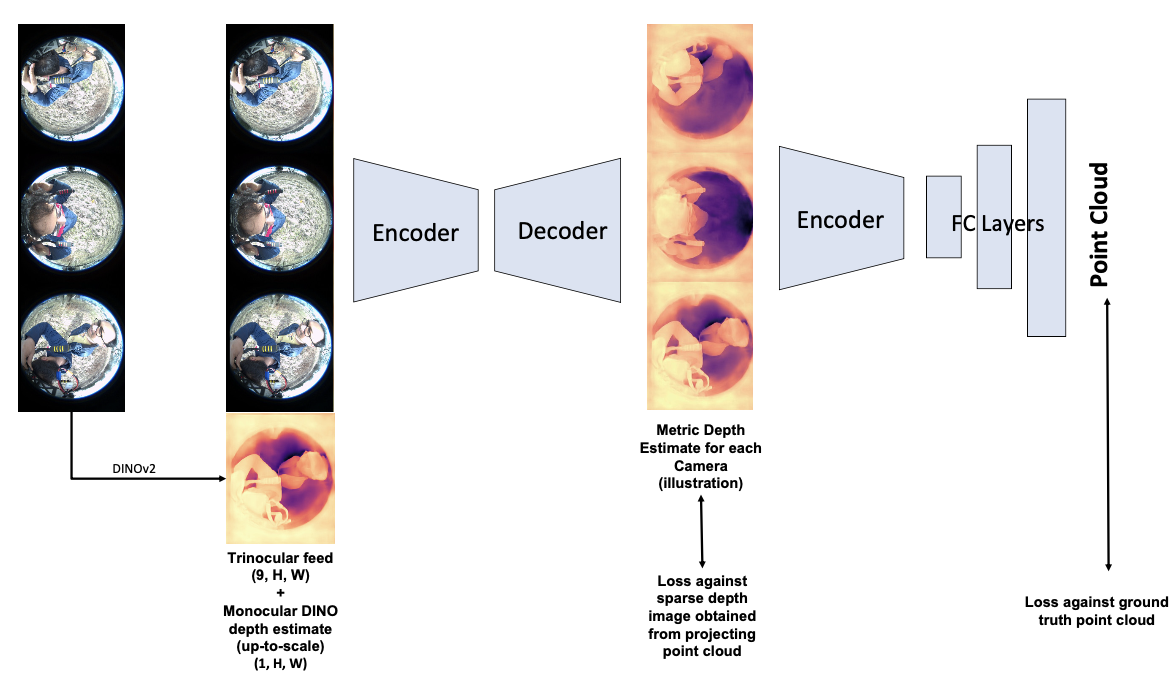 DINOv2
Trinocular feed
(9, H, W)
+
Monocular DINO
depth estimate
(up-to-scale)
(1, H, W)
Encoder
Decoder
Metric Depth
Estimate for each
Camera
(illustration)
Loss against
sparse depth
image obtained
from projecting
point cloud
Encoder
FC Layers
Point Cloud
Loss against ground
truth point cloud